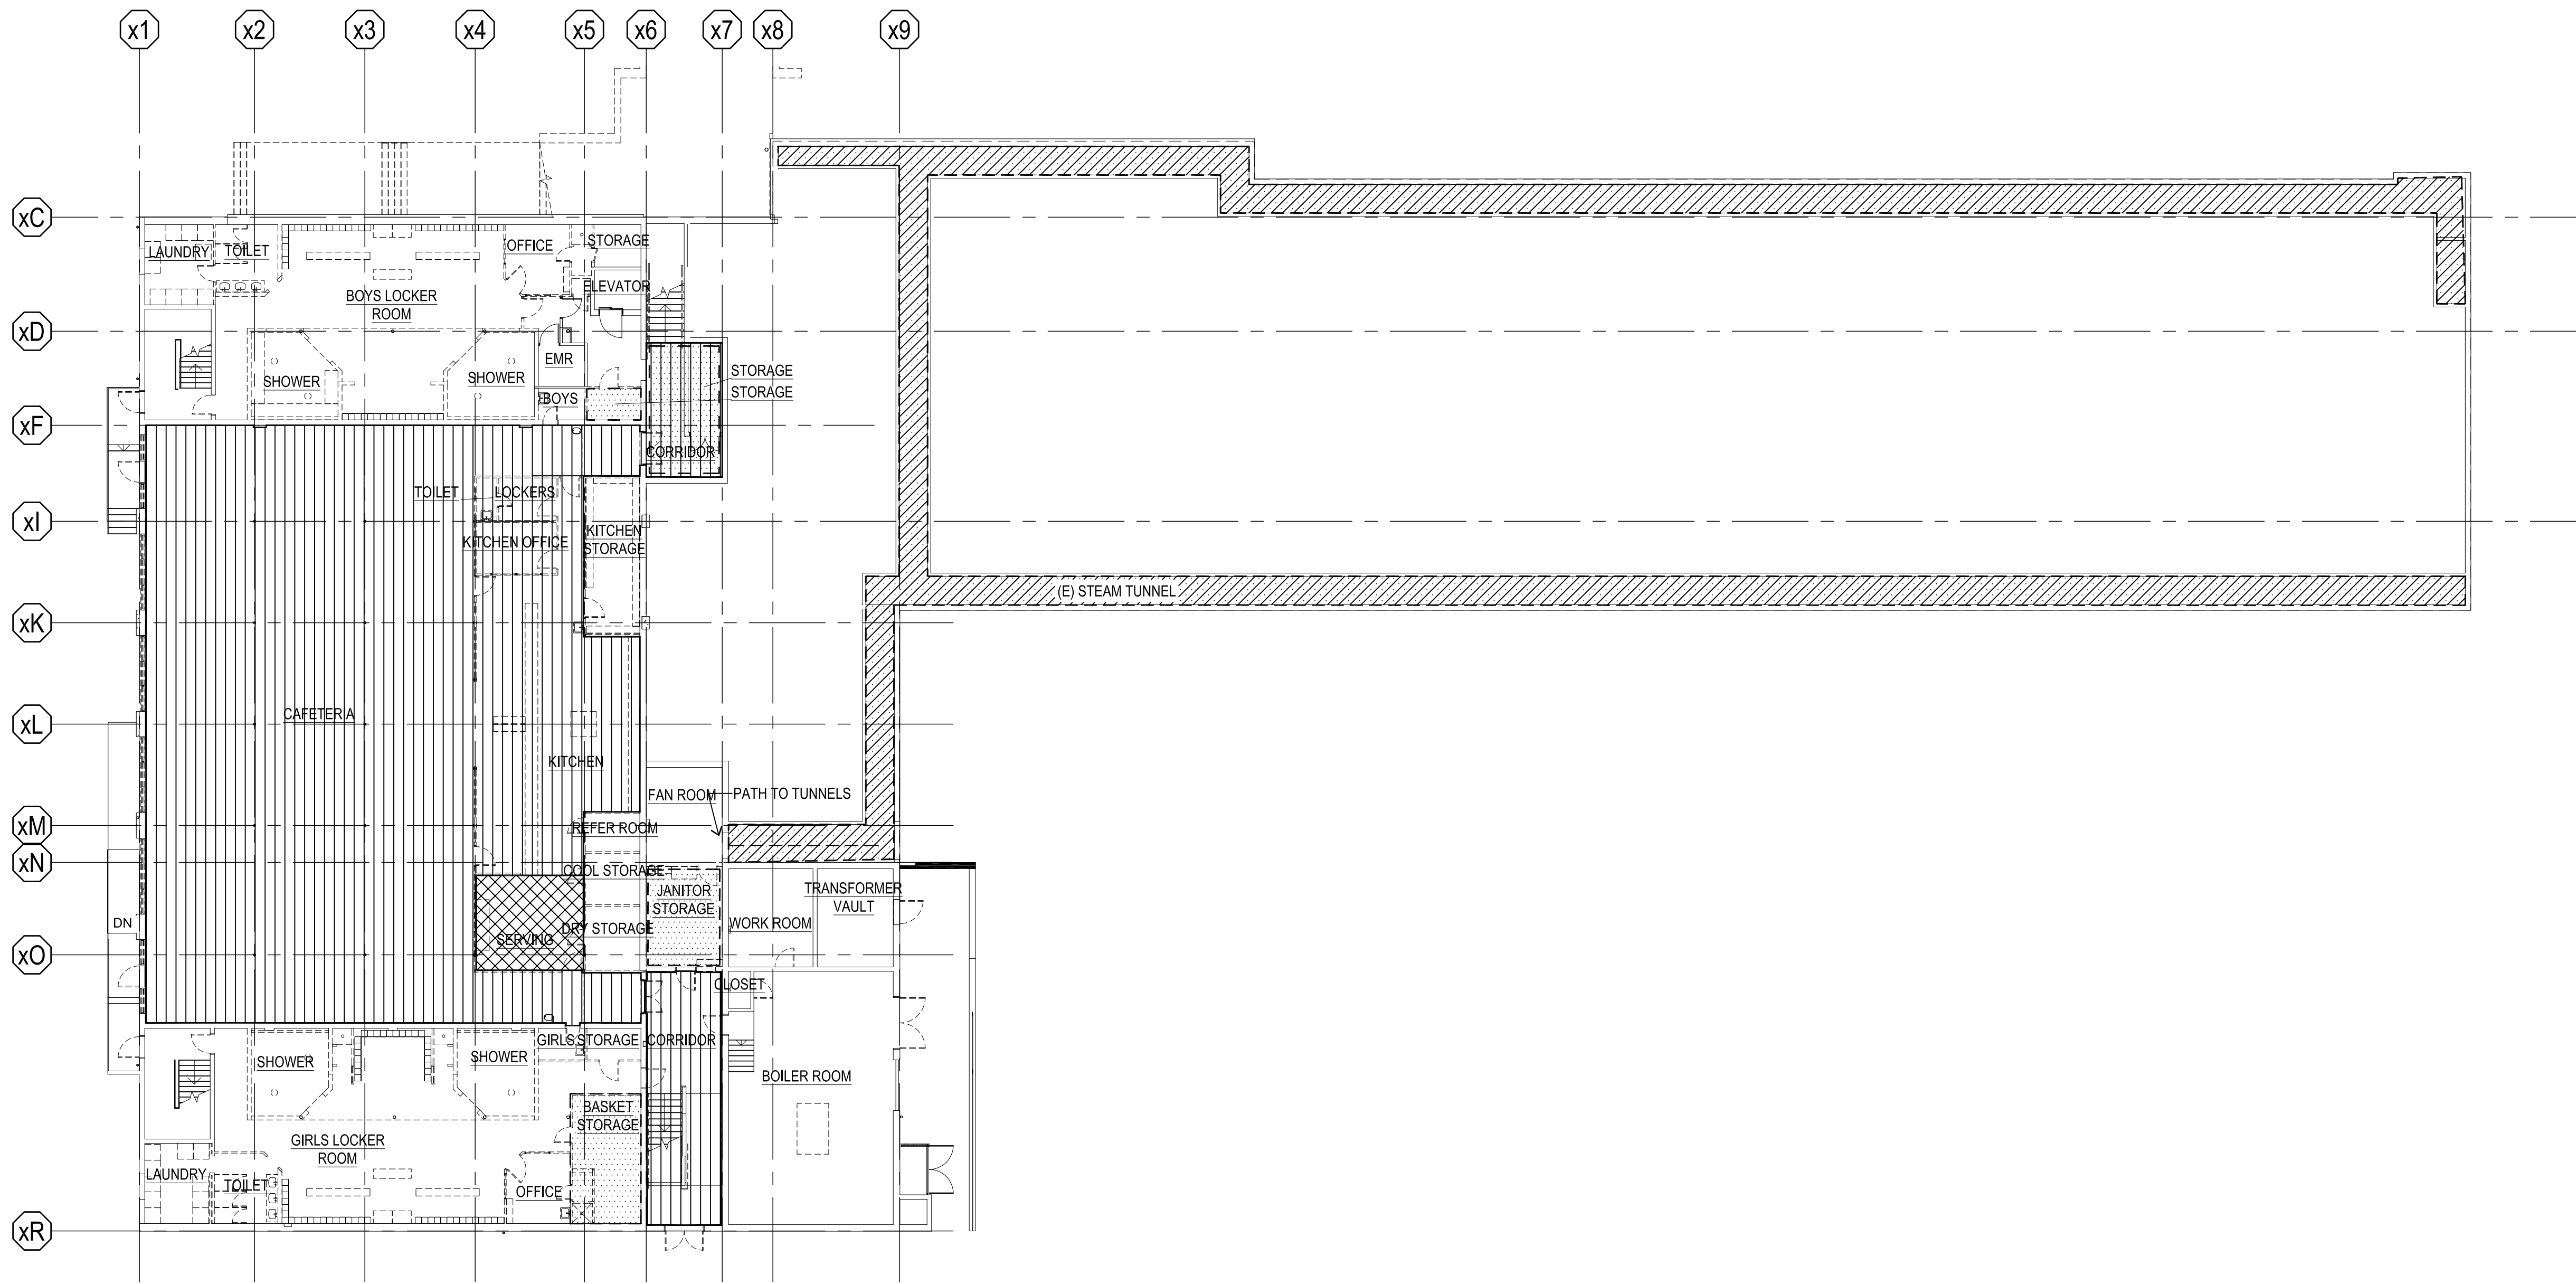 x1 x2 x3 x4 x5 x6 x7 x8 x9
xC
LAUNDRY
TOILET
OFFICE
STORAGE
ELEVATOR
BOYS LOCKER
ROOM
xD
EMR
SHOWER
SHOWER
BOYS
STORAGE
STORAGE
xF
CORRIDOR
TOILET
LOCKERS
xI
KITCHEN OFFICE
KITCHEN
STORAGE
(E) STEAM TUNNEL
xK
CAFETERIA
xL
KITCHEN
FAN ROOM
PATH TO TUNNELS
xM
REFER ROOM
xN
COOL STORAGE
JANITOR
STORAGE
TRANSFORMER
VAULT
DN
SERVING
DRY STORAGE
WORK ROOM
xO
CLOSET
GIRLS STORAGE
CORRIDOR
SHOWER
SHOWER
BOILER ROOM
BASKET
STORAGE
GIRLS LOCKER
ROOM
LAUNDRY
TOILET
OFFICE
xR